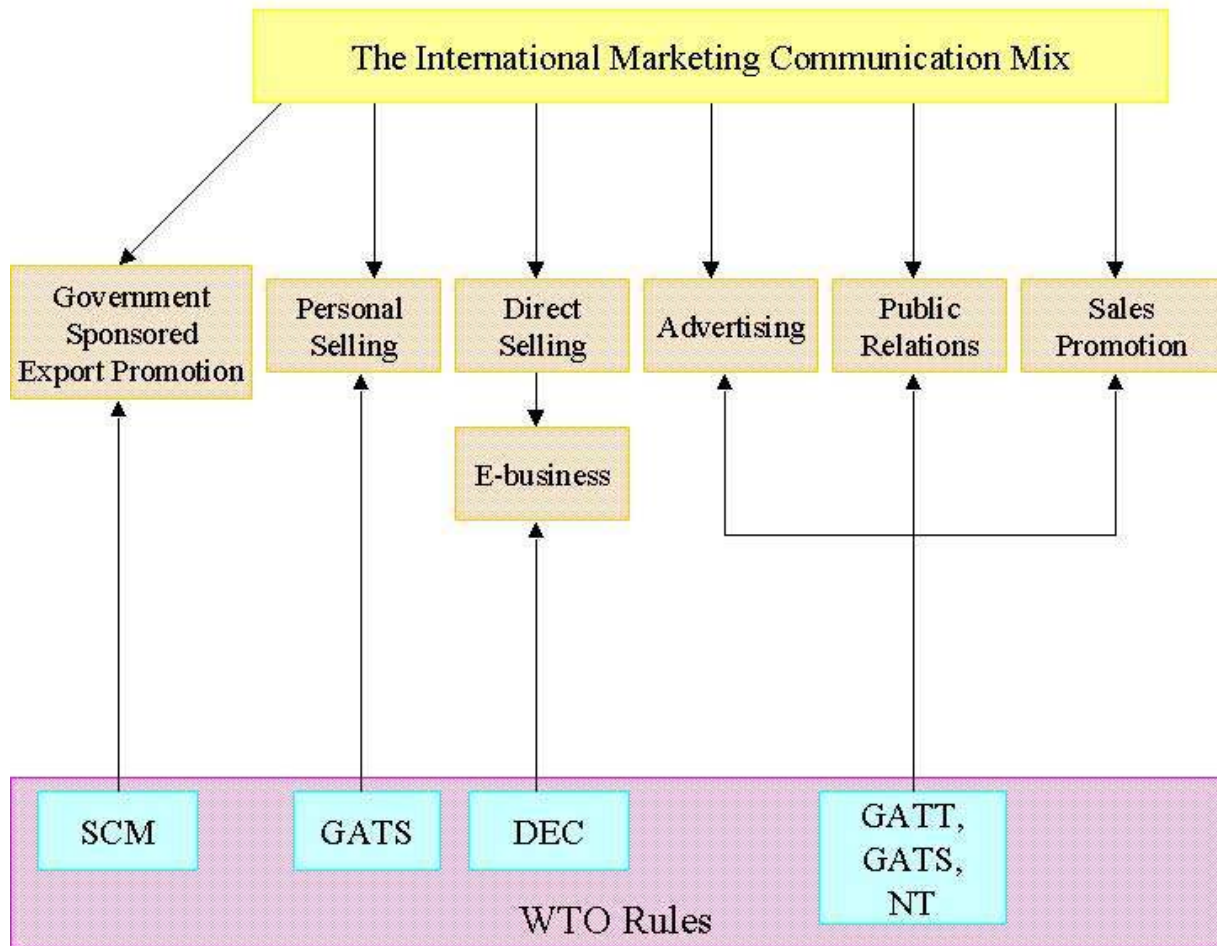 The International Marketing Communication Mix
Government
Sponsored
Export Promotion
Personal
Selling
Direct
Selling
Advertising
Public
Relations
Sales
Promotion
E-business
SCM
GATS
DEC
GATT,
GATS,
NT
WTO Rules